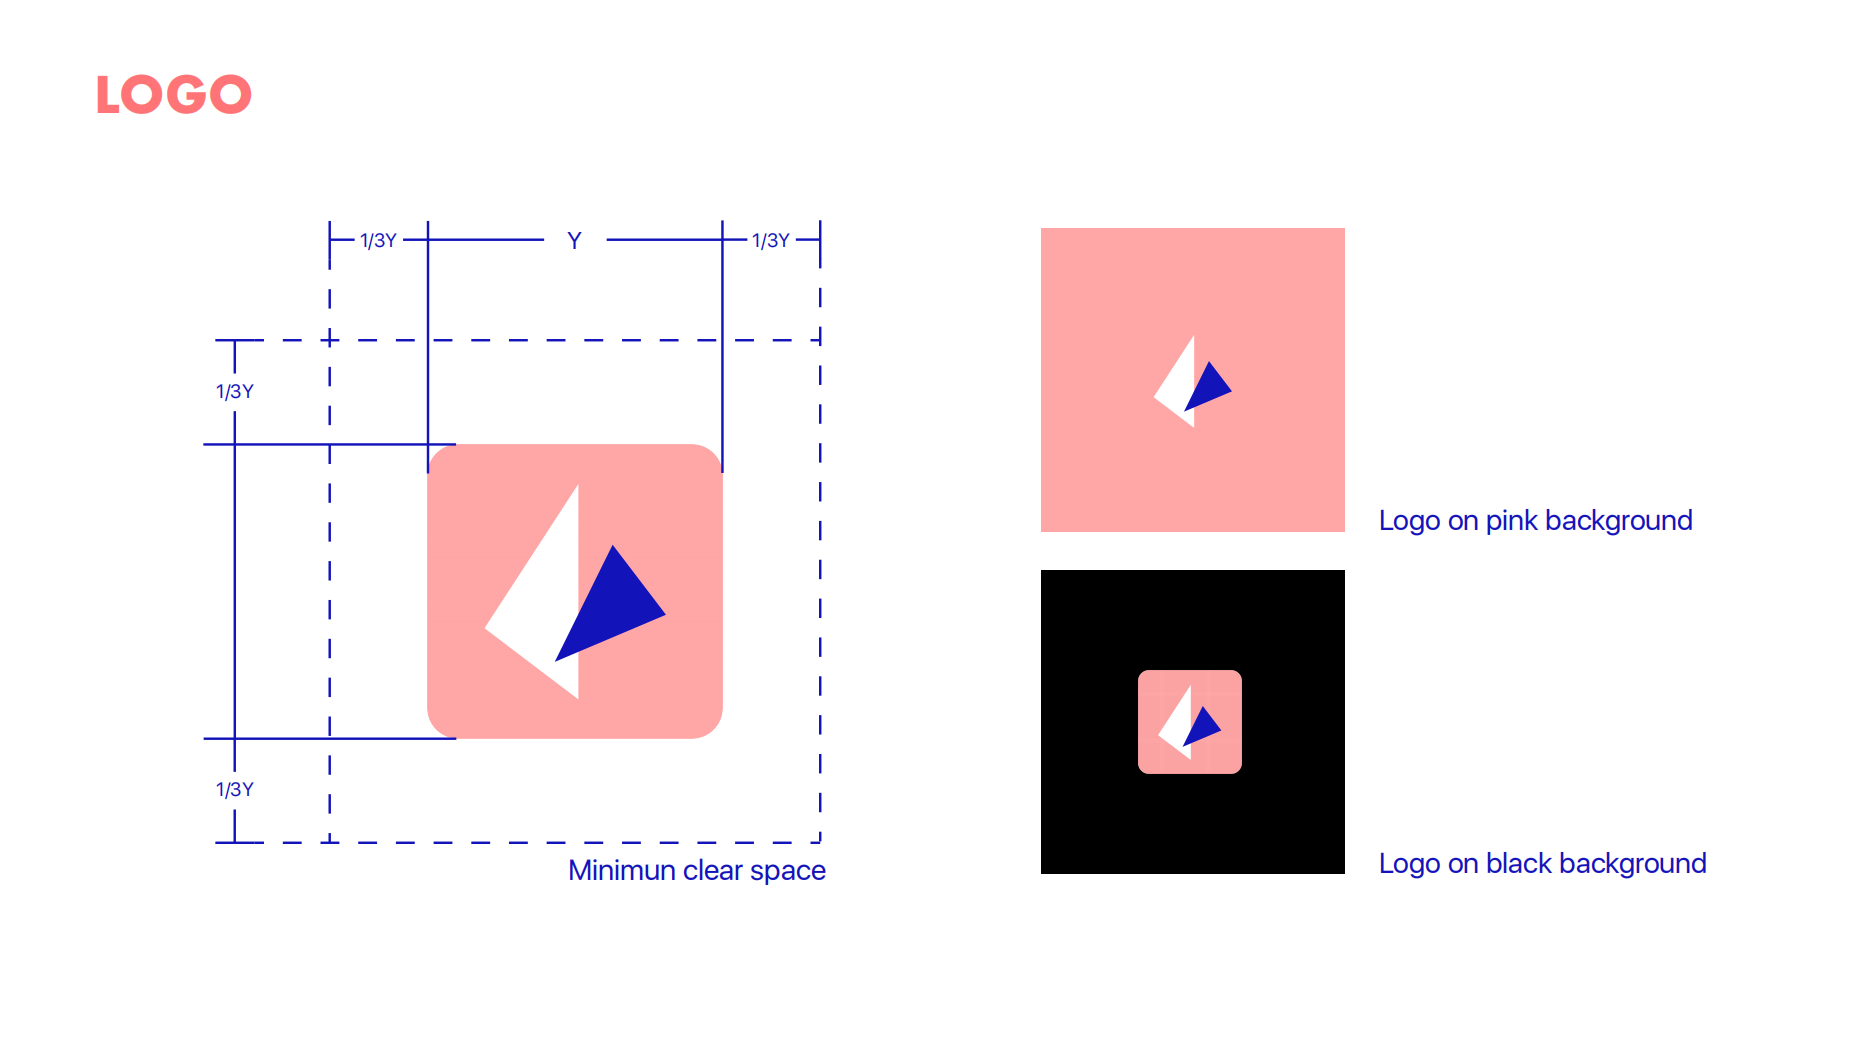 LOGO
1/3Y Y 1/3Y
1/3Y
1/3Y
Minimun clear space
Logo on pink background
Logo on black background